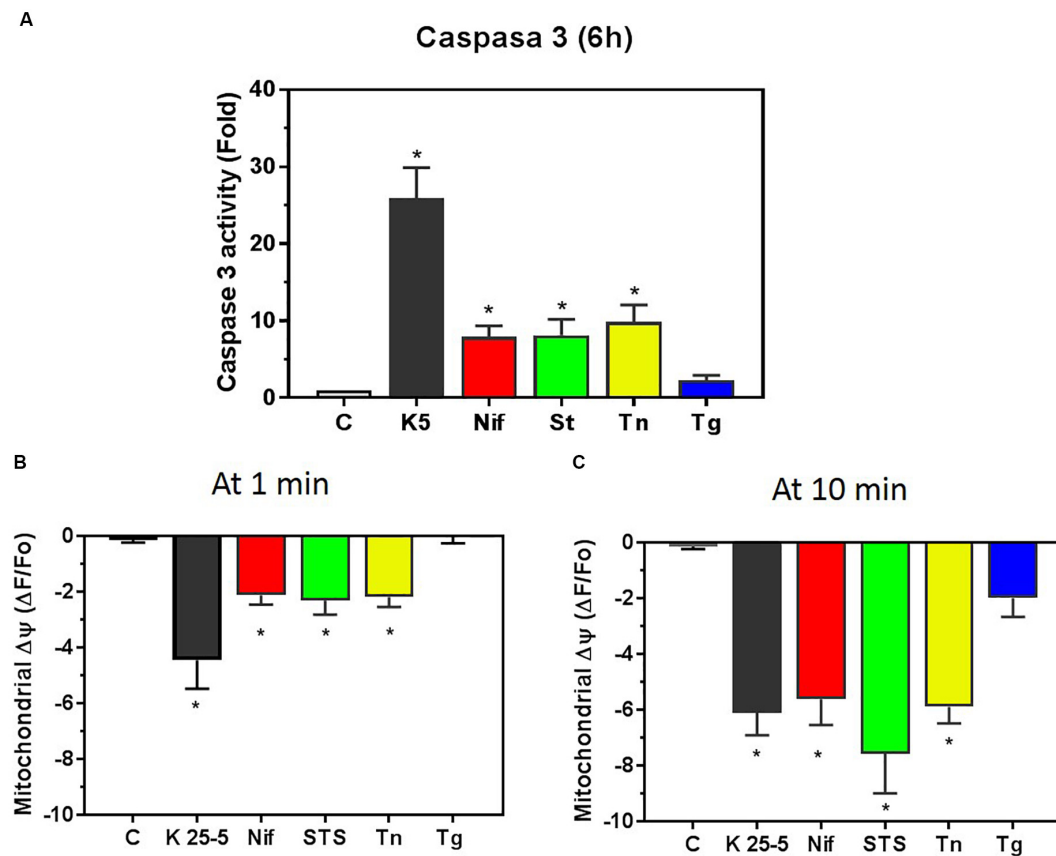 A
Caspasa 3 (6h)
Caspase 3 activity (Fold)
40
30
20
10
0
*
*
*
*
C K5 Nif St Tn Tg
B
At 1 min
Mitochondrial Δψ (ΔF/Fo)
0
-2
-4
-6
-8
-10
*
*
*
*
C K 25-5 Nif STS Tn Tg
C
At 10 min
Mitochondrial Δψ (ΔF/Fo)
0
-2
-4
-6
-8
-10
*
*
*
*
C K 25-5 Nif STS Tn Tg